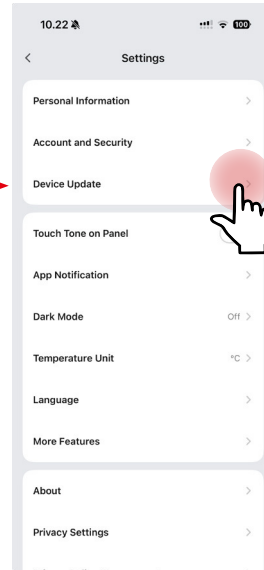 10.22
100
Settings
Personal Information
Account and Security
Device Update
Touch Tone on Panel
App Notification
Dark Mode Off
Temperature Unit °C
Language
More Features
About
Privacy Settings